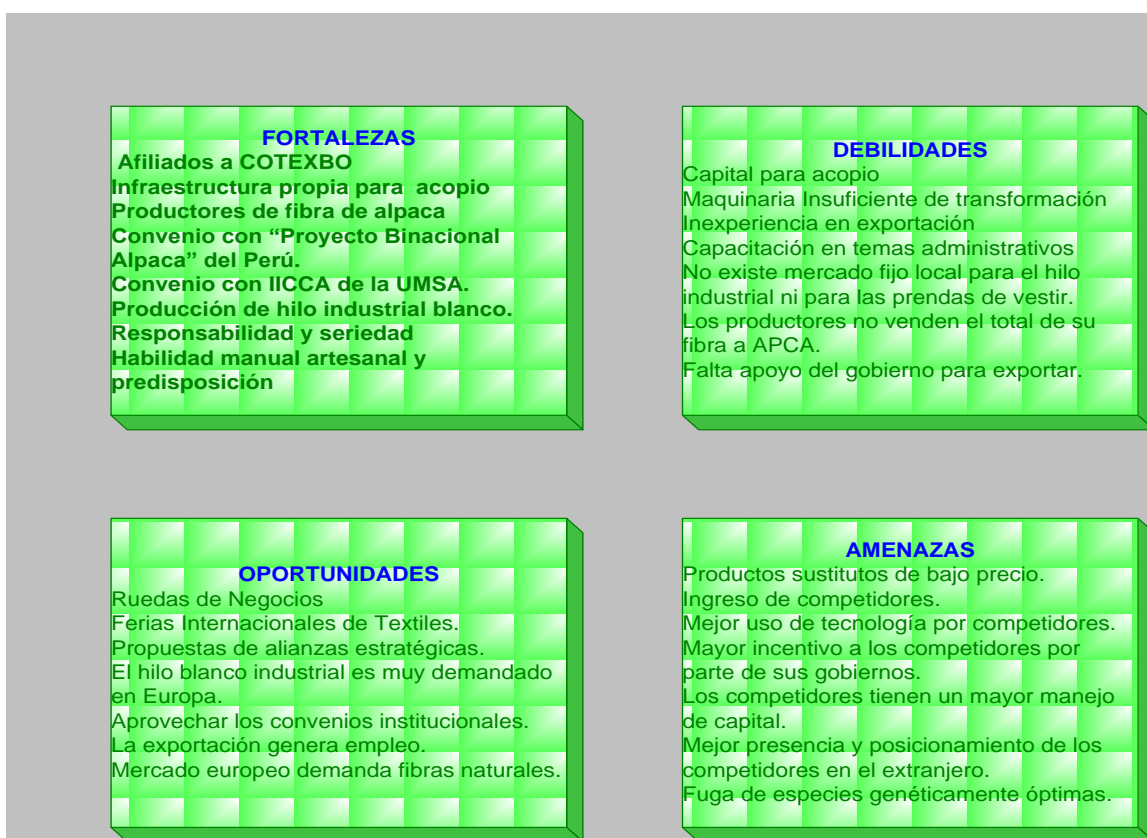 FORTALEZAS
Afiliados a COTEXBO
Infraestructura propia para acopio
Productores de fibra de alpaca
Convenio con “Proyecto Binacional
Alpaca” del Perú.
Convenio con IICCA de la UMSA.
Producción de hilo industrial blanco.
Responsabilidad y seriedad
Habilidad manual artesanal y
predisposición
DEBILIDADES
Capital para acopio
Maquinaria Insuficiente de transformación
Inexperiencia en exportación
Capacitación en temas administrativos
No existe mercado fijo local para el hilo
industrial ni para las prendas de vestir.
Los productores no venden el total de su
fibra a APCA.
Falta apoyo del gobierno para exportar.
OPORTUNIDADES
Ruedas de Negocios
Ferias Internacionales de Textiles.
Propuestas de alianzas estratégicas.
El hilo blanco industrial es muy demandado
en Europa.
Aprovechar los convenios institucionales.
La exportación genera empleo.
Mercado europeo demanda fibras naturales.
AMENAZAS
Productos sustitutos de bajo precio.
Ingreso de competidores.
Mejor uso de tecnología por competidores.
Mayor incentivo a los competidores por
parte de sus gobiernos.
Los competidores tienen un mayor manejo
de capital.
Mejor presencia y posicionamiento de los
competidores en el extranjero.
Fuga de especies genéticamente óptimas.